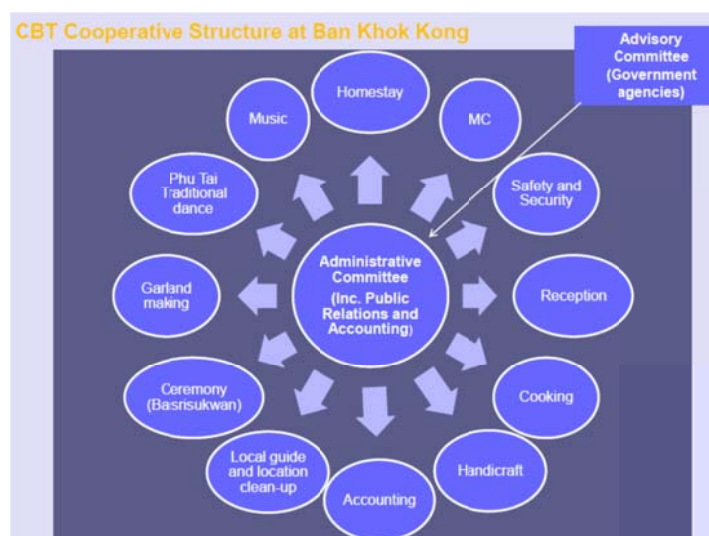 CBT Cooperative Structure at Ban Khok Kong
Advisory
Committee
(Government
agencies)
Homestay
MC
Safety and
Security
Reception
Cooking
Handicraft
Accounting
Local guide
and location
clean-up
Ceremony
(Basrisukwan)
Garland
making
Phu Tai
Traditional
dance
Music
Administrative
Committee
(Inc. Public
Relations and
Accounting)